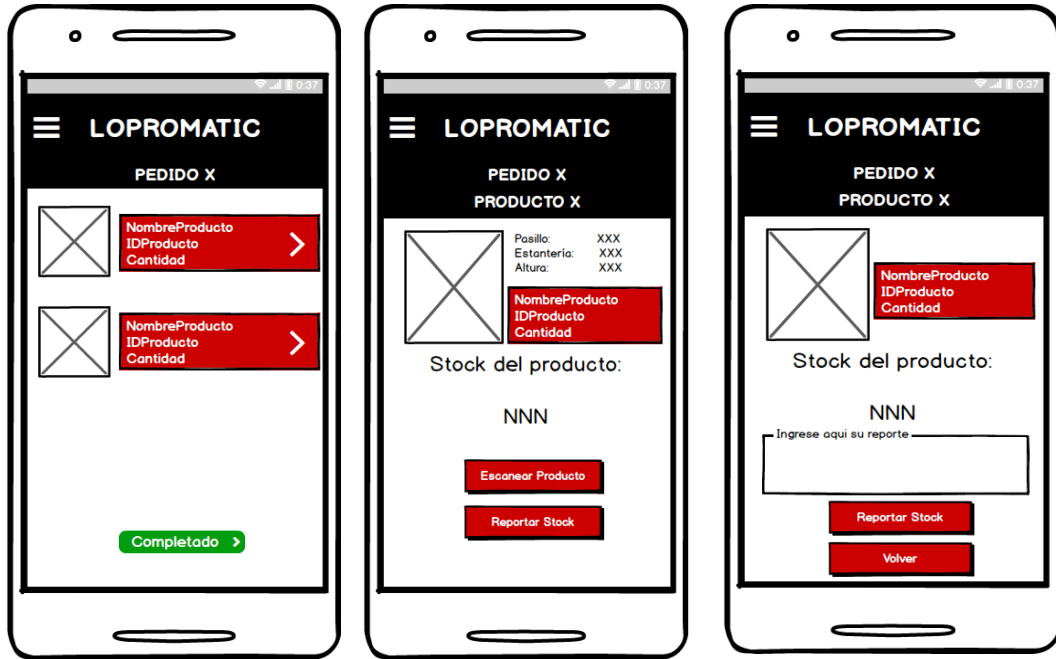 0:37
LOPROMATIC
PEDIDO X
NombreProducto
IDProducto
Cantidad
NombreProducto
IDProducto
Cantidad
Completado
0:37
LOPROMATIC
PEDIDO X
PRODUCTO X
Pasillo: XXX
Estantería: XXX
Altura: XXX
NombreProducto
IDProducto
Cantidad
Stock del producto:
NNN
Escanear Producto
Reportar Stock
0:37
LOPROMATIC
PEDIDO X
PRODUCTO X
NombreProducto
IDProducto
Cantidad
Stock del producto:
NNN
Ingrese aqui su reporte
Reportar Stock
Volver